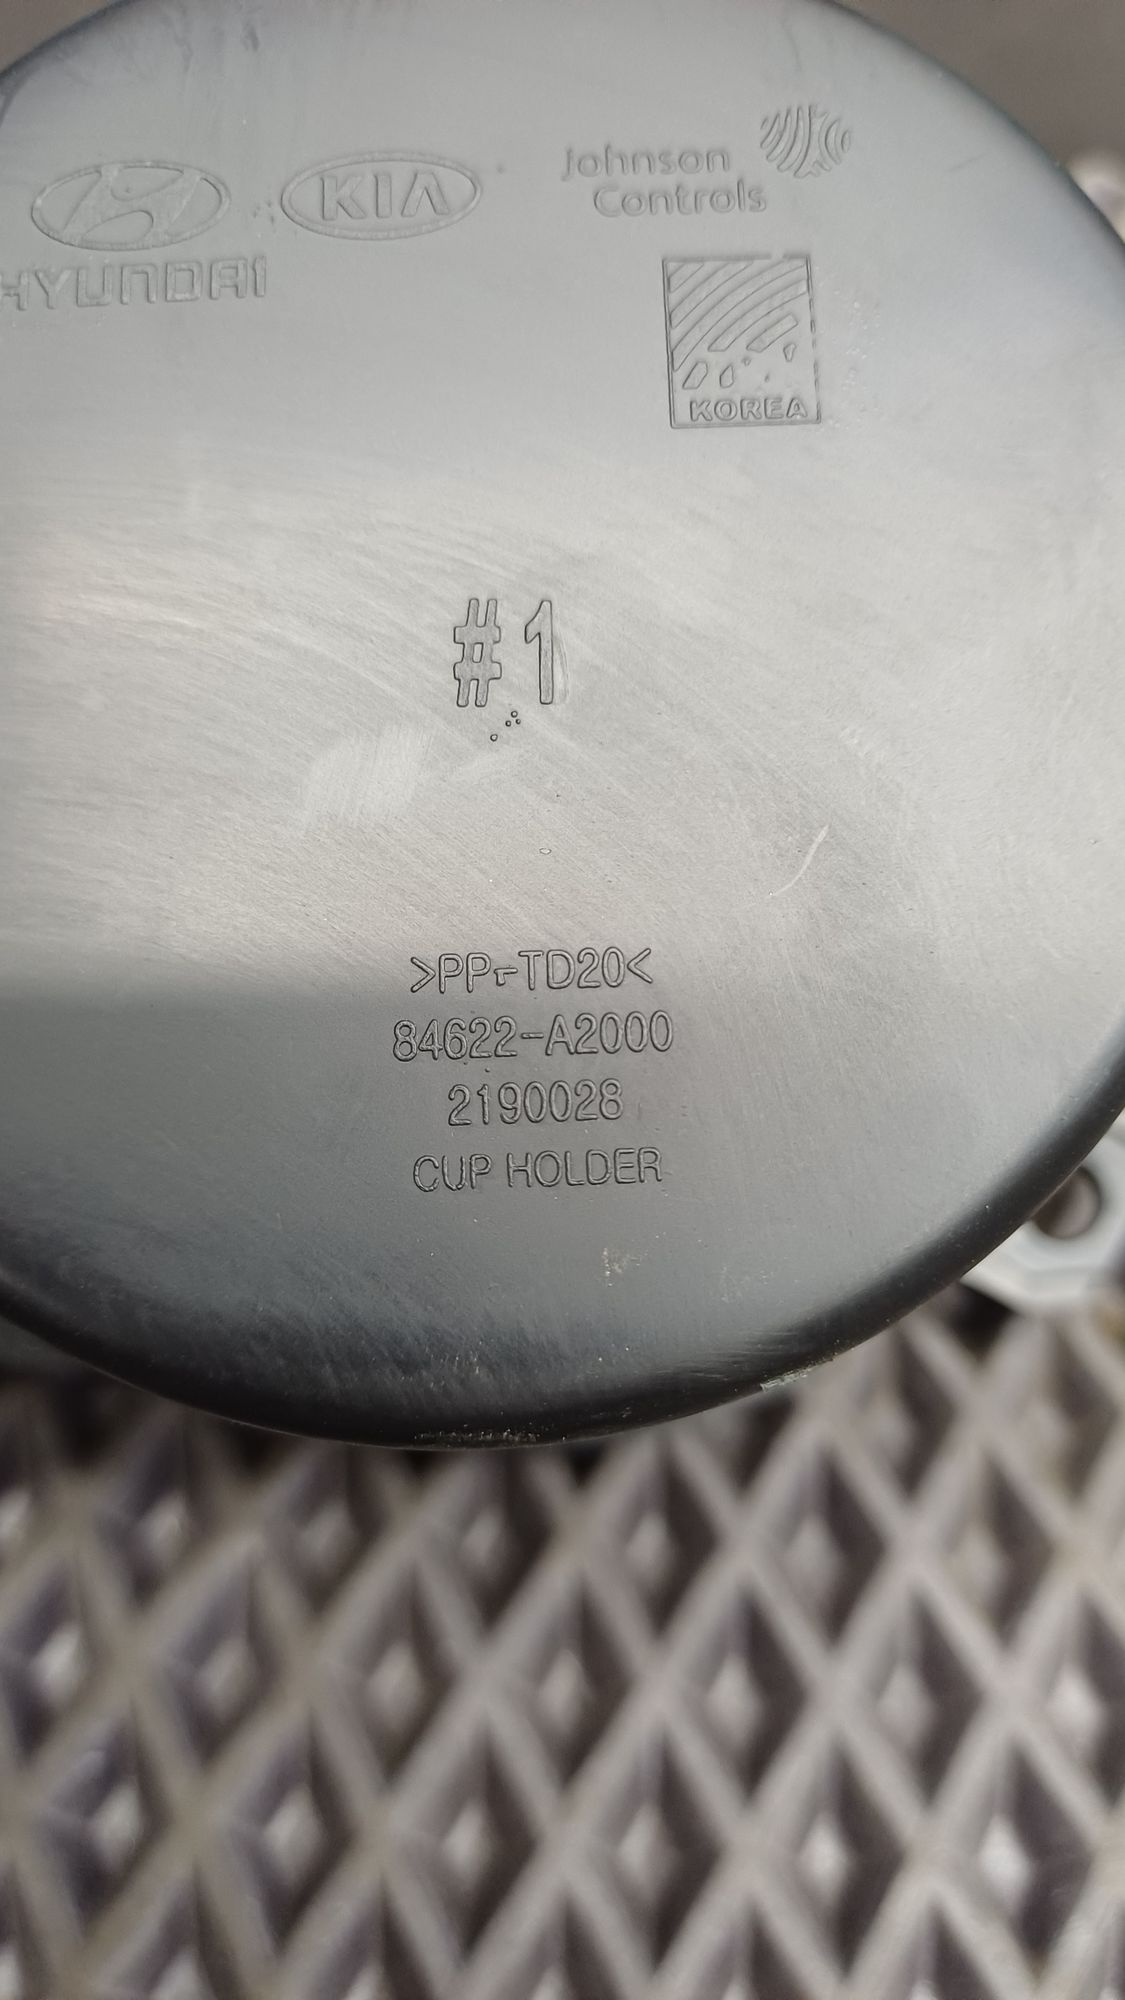 HYUNDAI
KIA
Johnson
Controls
KOREA
#1
>PP-TD20<
84622-A2000
2190028
CUP HOLDER